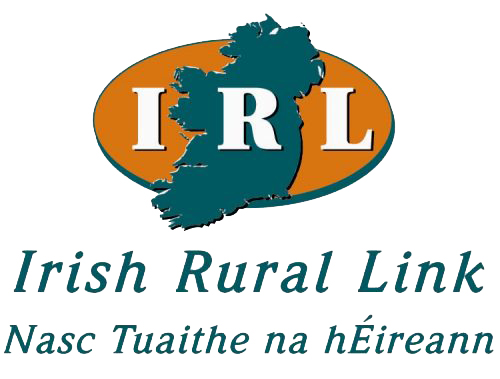 IRL
Irish Rural Link
Nasc Tuaithe na hÉireann